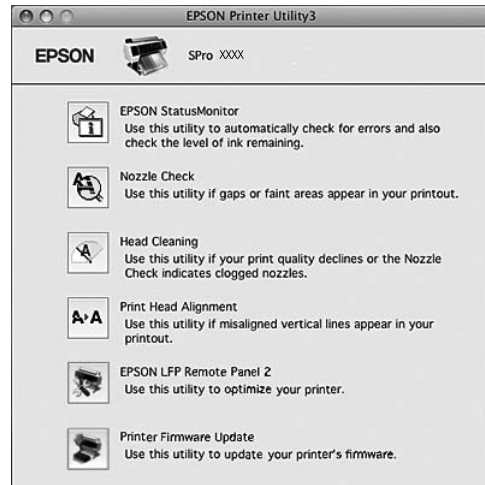 EPSON Printer Utility3
EPSON
SPro XXXX
EPSON StatusMonitor
Use this utility to automatically check for errors and also
check the level of ink remaining.
Nozzle Check
Use this utility if gaps or faint areas appear in your printout.
Head Cleaning
Use this utility if your print quality declines or the Nozzle
Check indicates clogged nozzles.
Print Head Alignment
Use this utility if misaligned vertical lines appear in your
printout.
EPSON LFP Remote Panel 2
Use this utility to optimize your printer.
Printer Firmware Update
Use this utility to update your printer's firmware.